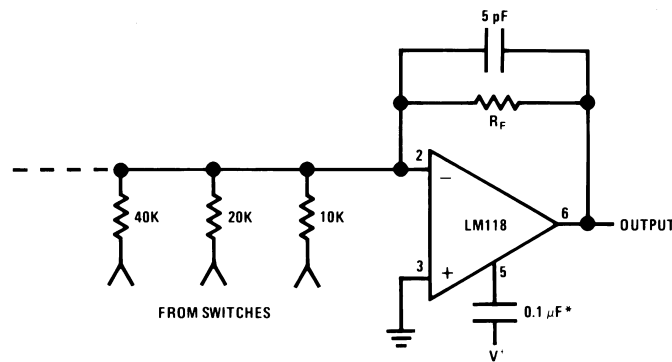 5 pF
R_F
2
40K
20K
10K
−
LM118
6
OUTPUT
3
+
5
FROM SWITCHES
0.1 μF*
V+